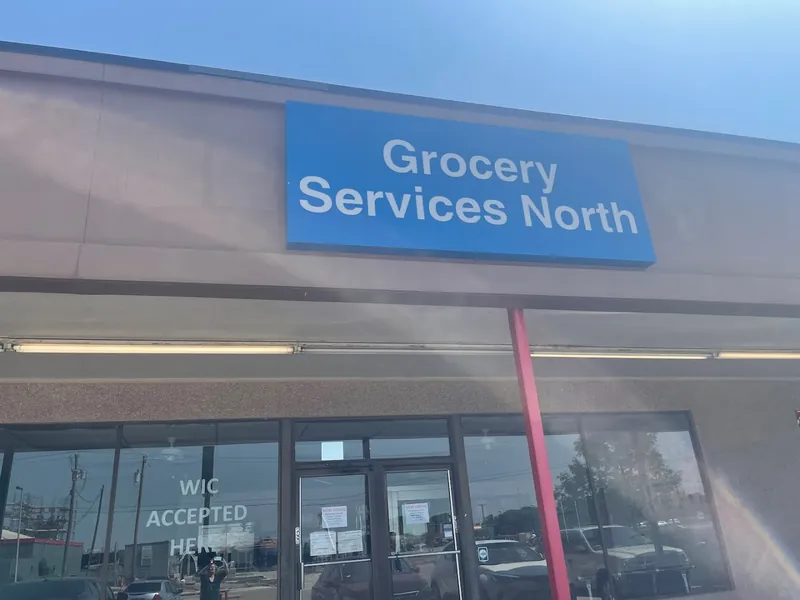 Grocery
Services North
WIC
ACCEPTED